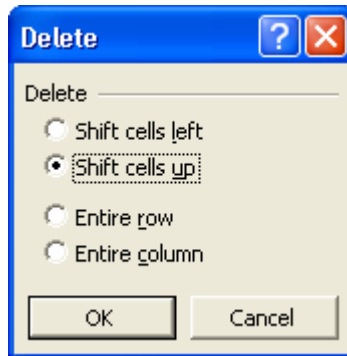 Delete
Delete
Shift cells left
Shift cells up
Entire row
Entire column
OK
Cancel